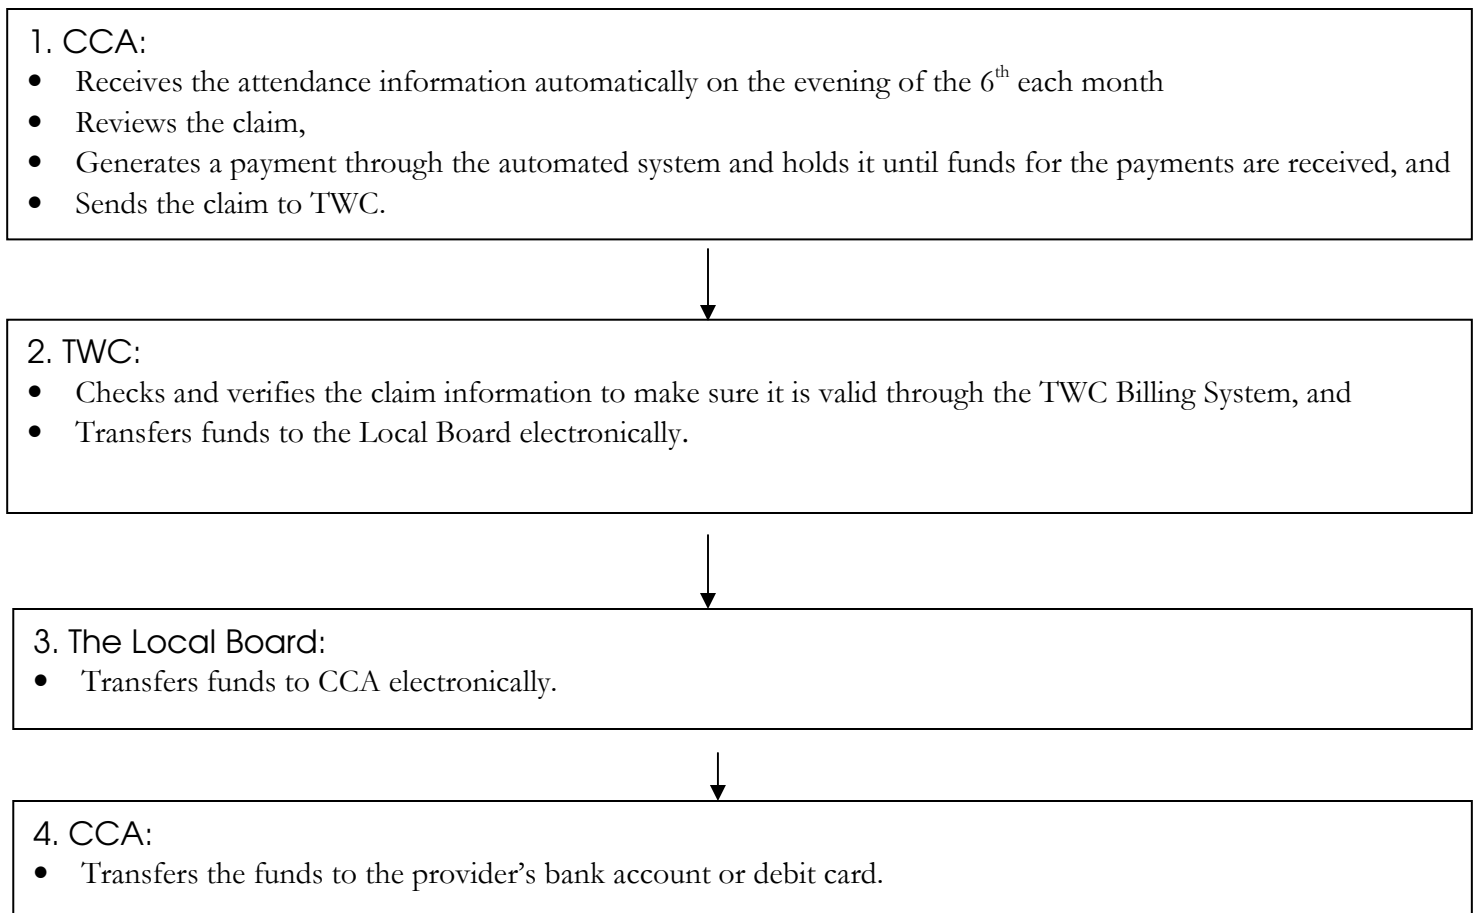 1. CCA:
• Receives the attendance information automatically on the evening of the 6th each month
• Reviews the claim,
• Generates a payment through the automated system and holds it until funds for the payments are received, and
• Sends the claim to TWC.
2. TWC:
• Checks and verifies the claim information to make sure it is valid through the TWC Billing System, and
• Transfers funds to the Local Board electronically.
3. The Local Board:
• Transfers funds to CCA electronically.
4. CCA:
• Transfers the funds to the provider’s bank account or debit card.